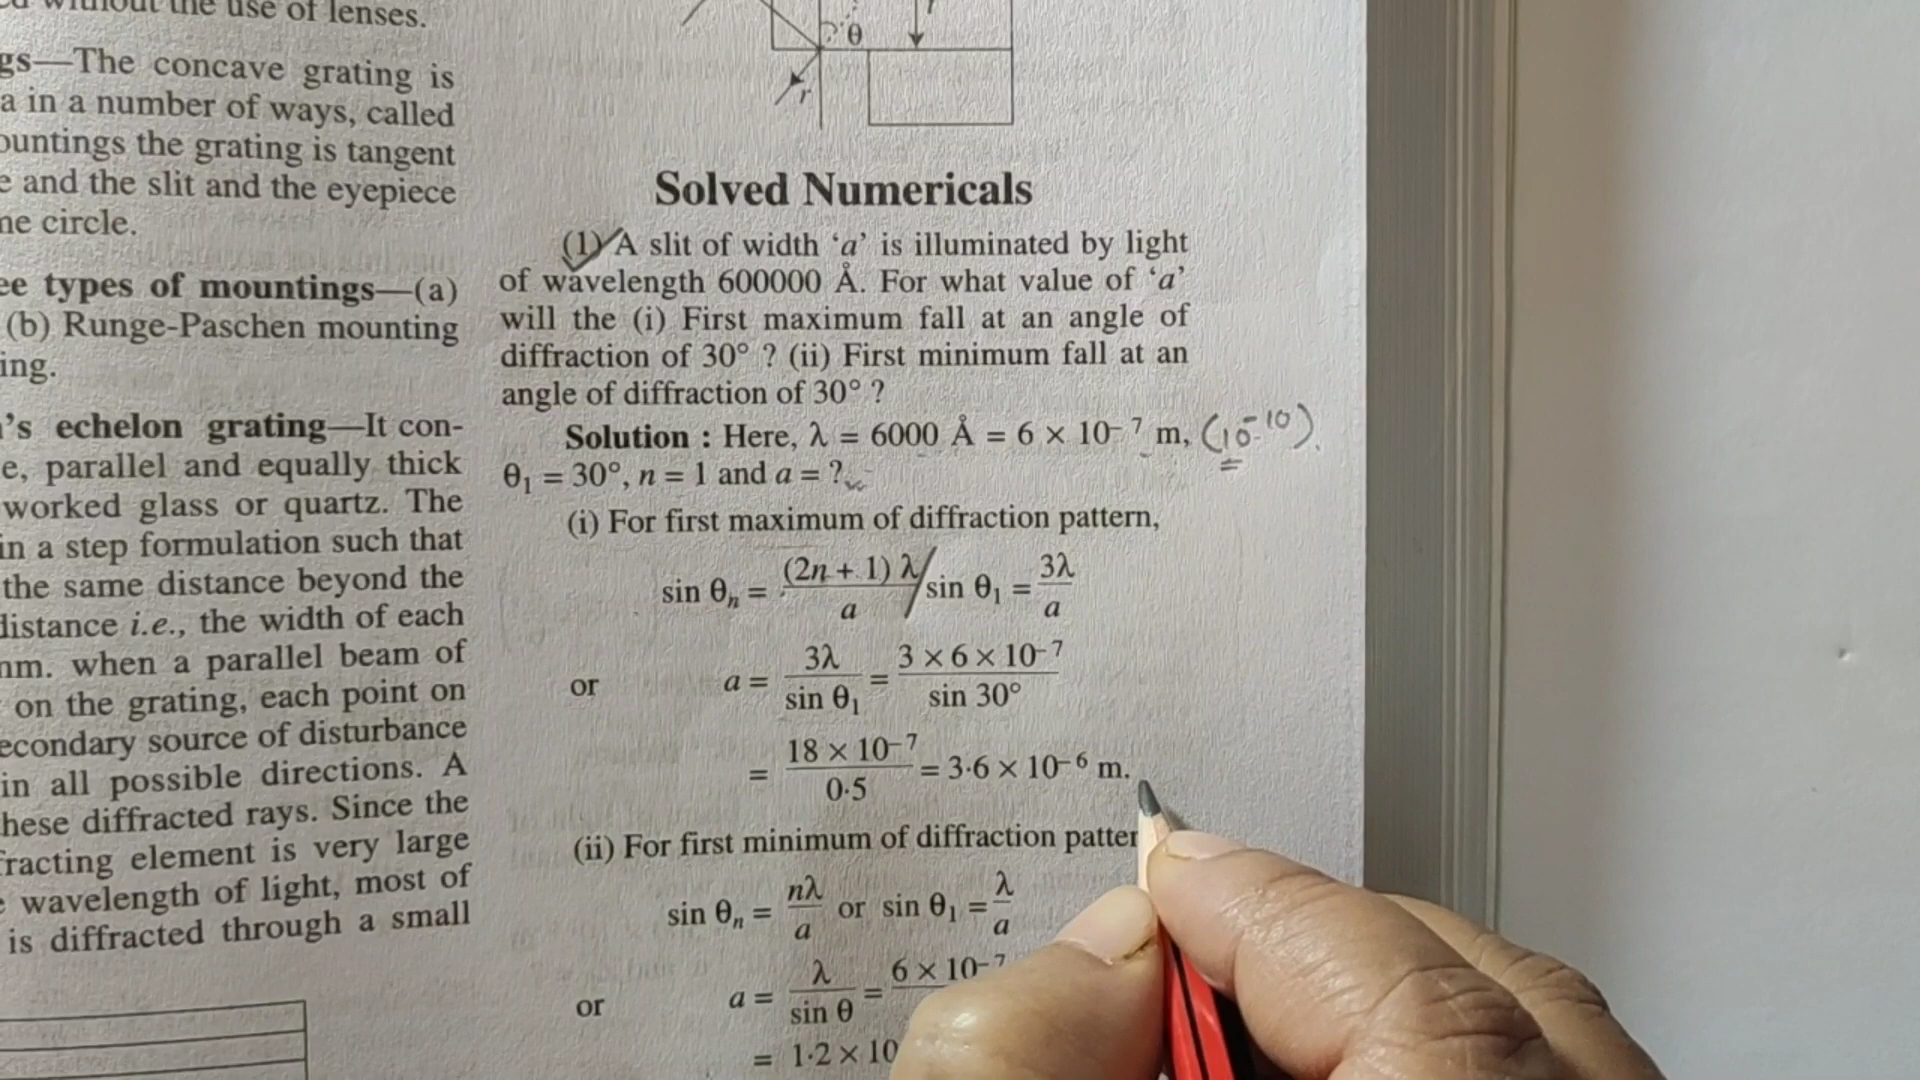 without the use of lenses.
gs—The concave grating is
a in a number of ways, called
ountings the grating is tangent
e and the slit and the eyepiece
ne circle.
ee types of mountings—(a)
(b) Runge-Paschen mounting
ing.
's echelon grating—It con-
e, parallel and equally thick
worked glass or quartz. The
in a step formulation such that
the same distance beyond the
distance i.e., the width of each
nm. when a parallel beam of
on the grating, each point on
econdary source of disturbance
in all possible directions. A
hese diffracted rays. Since the
fracting element is very large
wavelength of light, most of
is diffracted through a small
θ
r
Solved Numericals
(1) A slit of width ‘a’ is illuminated by light
of wavelength 600000 Å. For what value of ‘a’
will the (i) First maximum fall at an angle of
diffraction of 30° ? (ii) First minimum fall at an
angle of diffraction of 30° ?
Solution : Here, λ = 6000 Å = 6 × 10⁻⁷ m, (10⁻¹⁰)
θ₁ = 30°, n = 1 and a = ?
(i) For first maximum of diffraction pattern,
sin θₙ = (2n + 1) λ / a sin θ₁ = 3λ / a
or a = 3λ / sin θ₁ = 3 × 6 × 10⁻⁷ / sin 30°
= 18 × 10⁻⁷ / 0·5 = 3·6 × 10⁻⁶ m.
(ii) For first minimum of diffraction patter
sin θₙ = nλ / a or sin θ₁ = λ / a
or a = λ / sin θ = 6 × 10⁻⁷
= 1·2 × 10